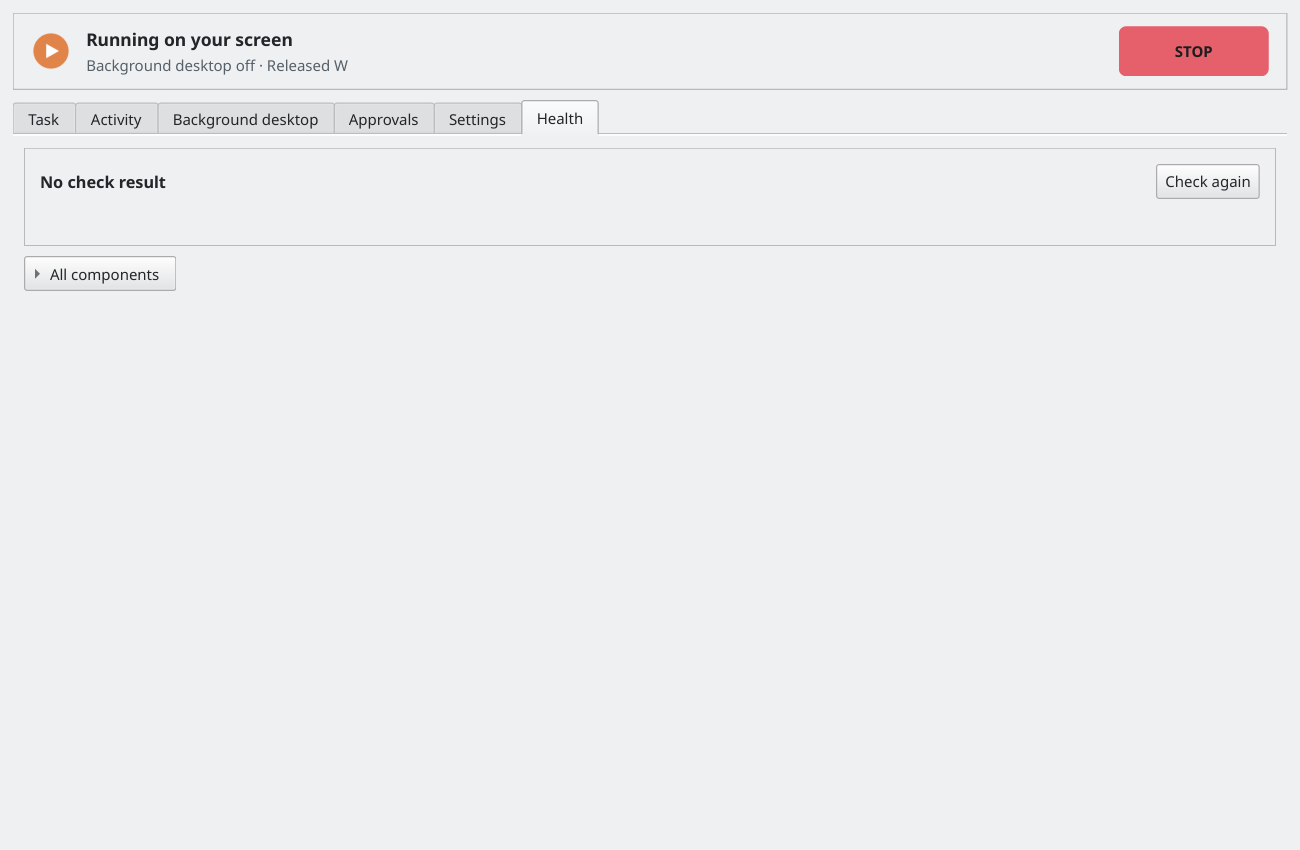 Running on your screen
Background desktop off · Released W
STOP
Task
Activity
Background desktop
Approvals
Settings
Health
No check result
Check again
All components